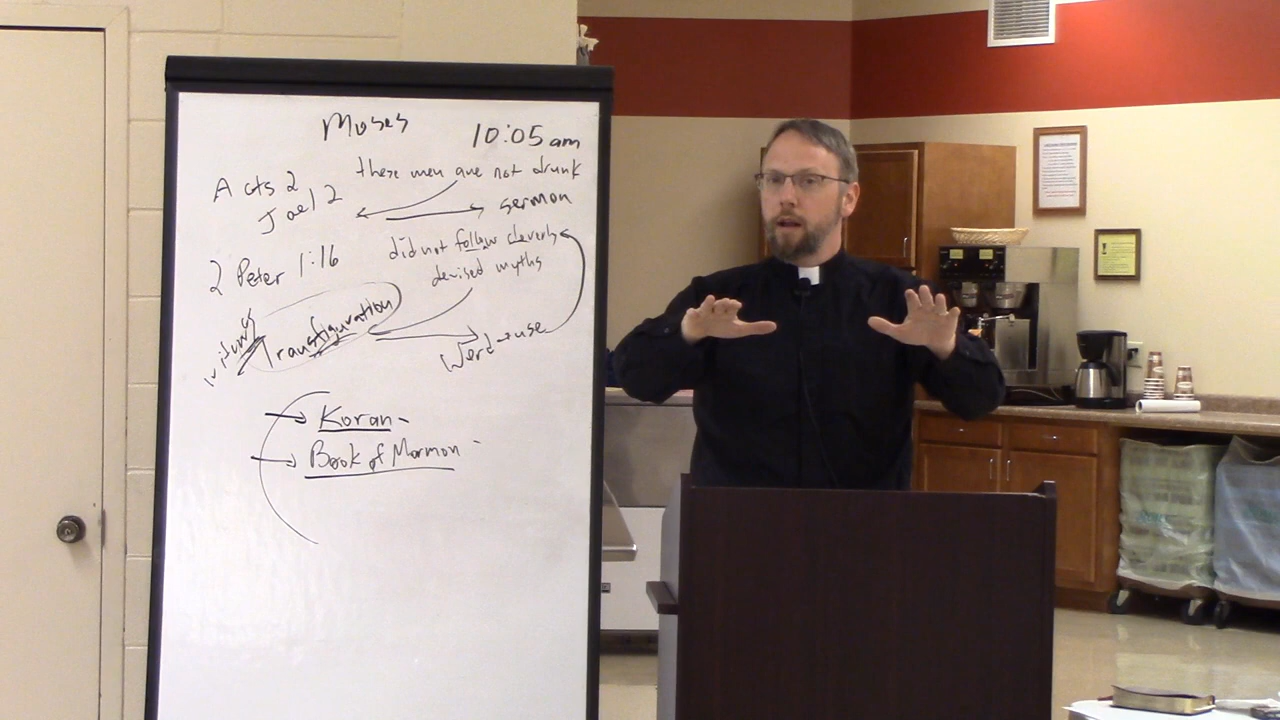 Moses
10:05 am
Acts 2 these men are not drunk
Joel 2 sermon
2 Peter 1:16 did not follow cleverly
devised myths
Transfiguration
Word → use
Koran -
Book of Mormon -